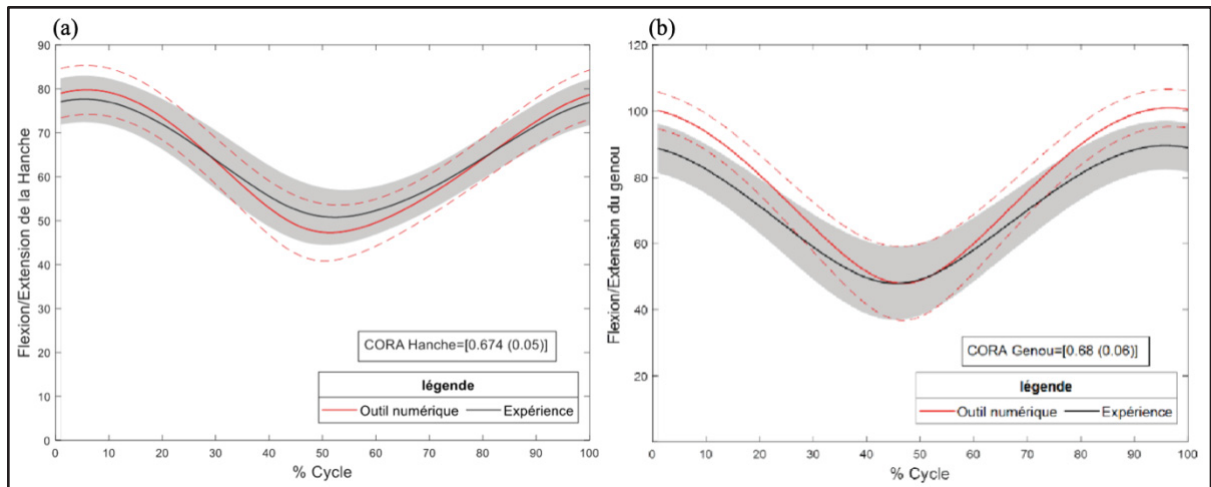 (a)
90
80
70
60
50
40
30
20
10
0
Flexion/Extension de la Hanche
CORA Hanche=[0.674 (0.05)]
légende
Outil numérique Expérience
0 10 20 30 40 50 60 70 80 90 100
% Cycle
(b)
120
100
80
60
40
20
Flexion/Extension du genou
CORA Genou=[0.68 (0.06)]
légende
Outil numérique Expérience
0 10 20 30 40 50 60 70 80 90 100
% Cycle